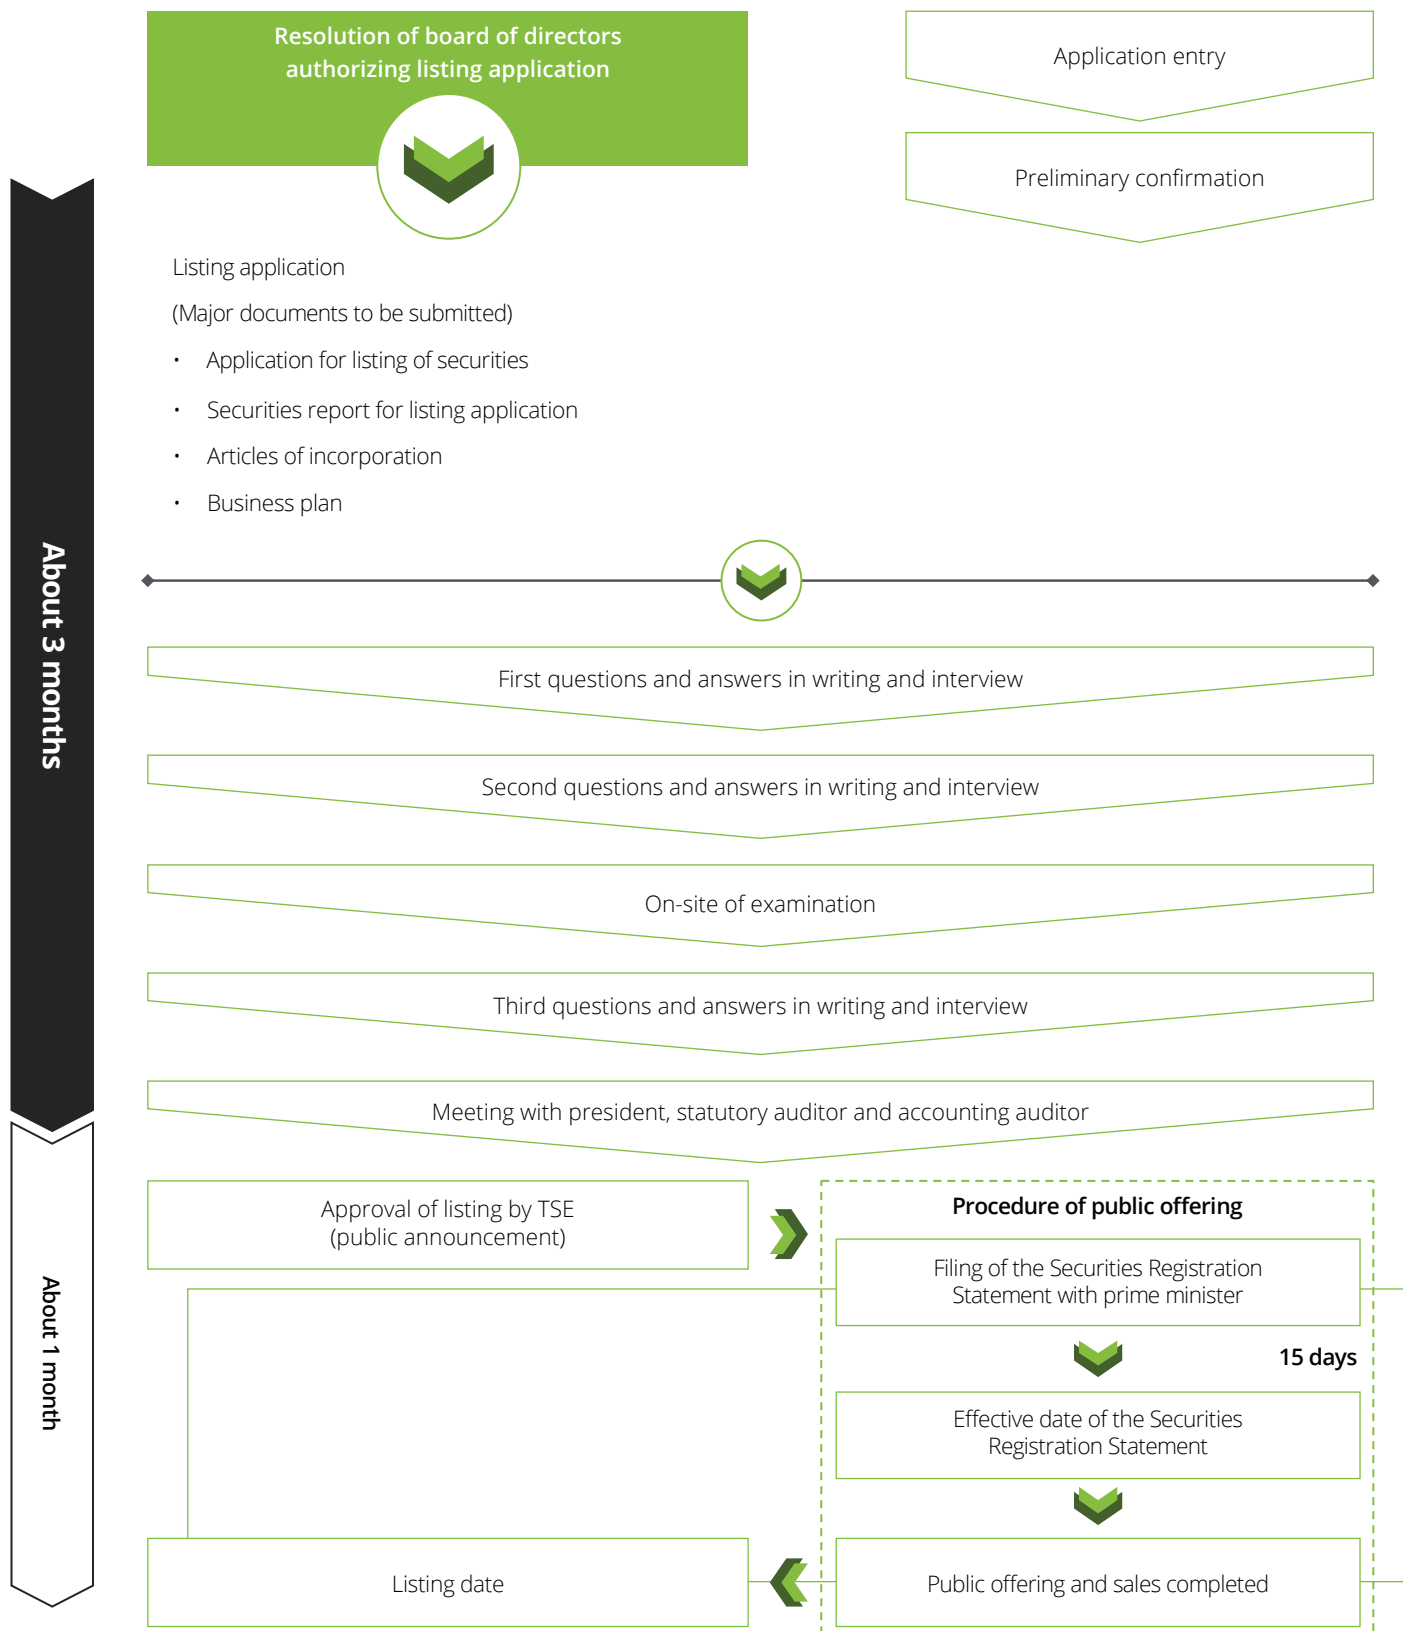 Resolution of board of directors
authorizing listing application
Application entry
Preliminary confirmation
Listing application
(Major documents to be submitted)
• Application for listing of securities
• Securities report for listing application
• Articles of incorporation
• Business plan
About 3 months
First questions and answers in writing and interview
Second questions and answers in writing and interview
On-site of examination
Third questions and answers in writing and interview
Meeting with president, statutory auditor and accounting auditor
About 1 month
Approval of listing by TSE
(public announcement)
Procedure of public offering
Filing of the Securities Registration
Statement with prime minister
15 days
Effective date of the Securities
Registration Statement
Public offering and sales completed
Listing date